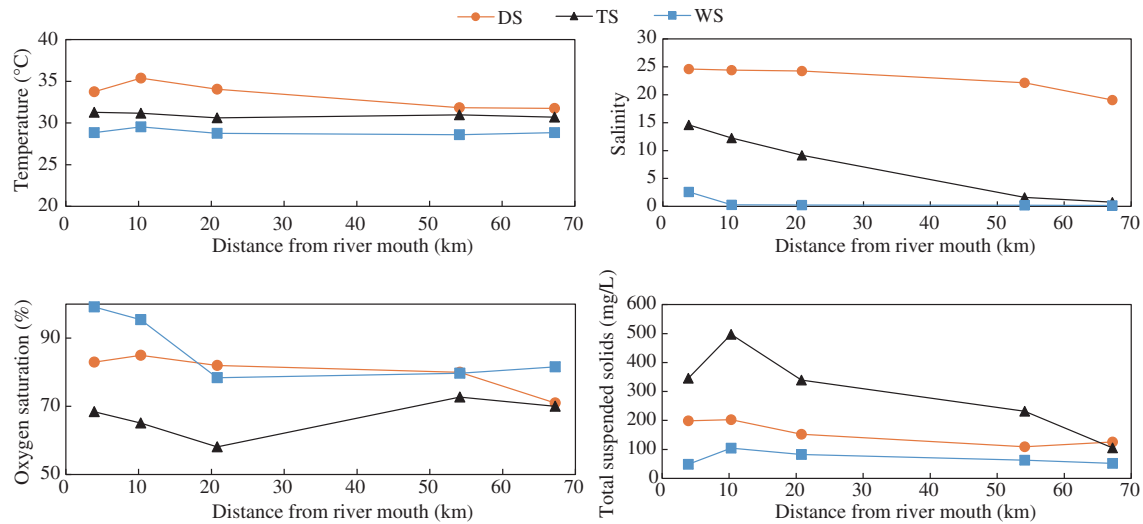 DS TS WS
Temperature (°C)
40
35
30
25
20
0 10 20 30 40 50 60 70
Distance from river mouth (km)
Salinity
30
25
20
15
10
5
0
0 10 20 30 40 50 60 70
Distance from river mouth (km)
Oxygen saturation (%)
90
70
50
0 10 20 30 40 50 60 70
Distance from river mouth (km)
Total suspended solids (mg/L)
600
500
400
300
200
100
0
0 10 20 30 40 50 60 70
Distance from river mouth (km)